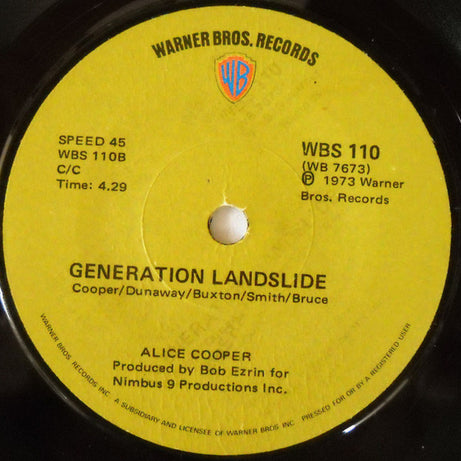 WARNER BROS. RECORDS
WB
SPEED 45
WBS 110B
C/C
Time: 4.29
WBS 110
(WB 7673)
Ⓟ 1973 Warner
Bros. Records
GENERATION LANDSLIDE
Cooper/Dunaway/Buxton/Smith/Bruce
ALICE COOPER
Produced by Bob Ezrin for
Nimbus 9 Productions Inc.
WARNER BROS. RECORDS INC. A SUBSIDIARY AND LICENSEE OF WARNER BROS INC. PRESSED FOR OR BY A REGISTERED USER